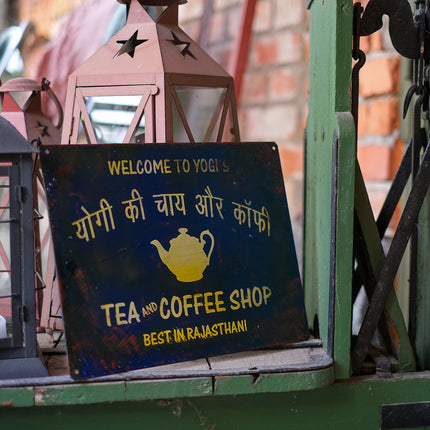 WELCOME TO YOGI'S
योगी की चाय और कॉफी
TEA AND COFFEE SHOP
BEST IN RAJASTHANI